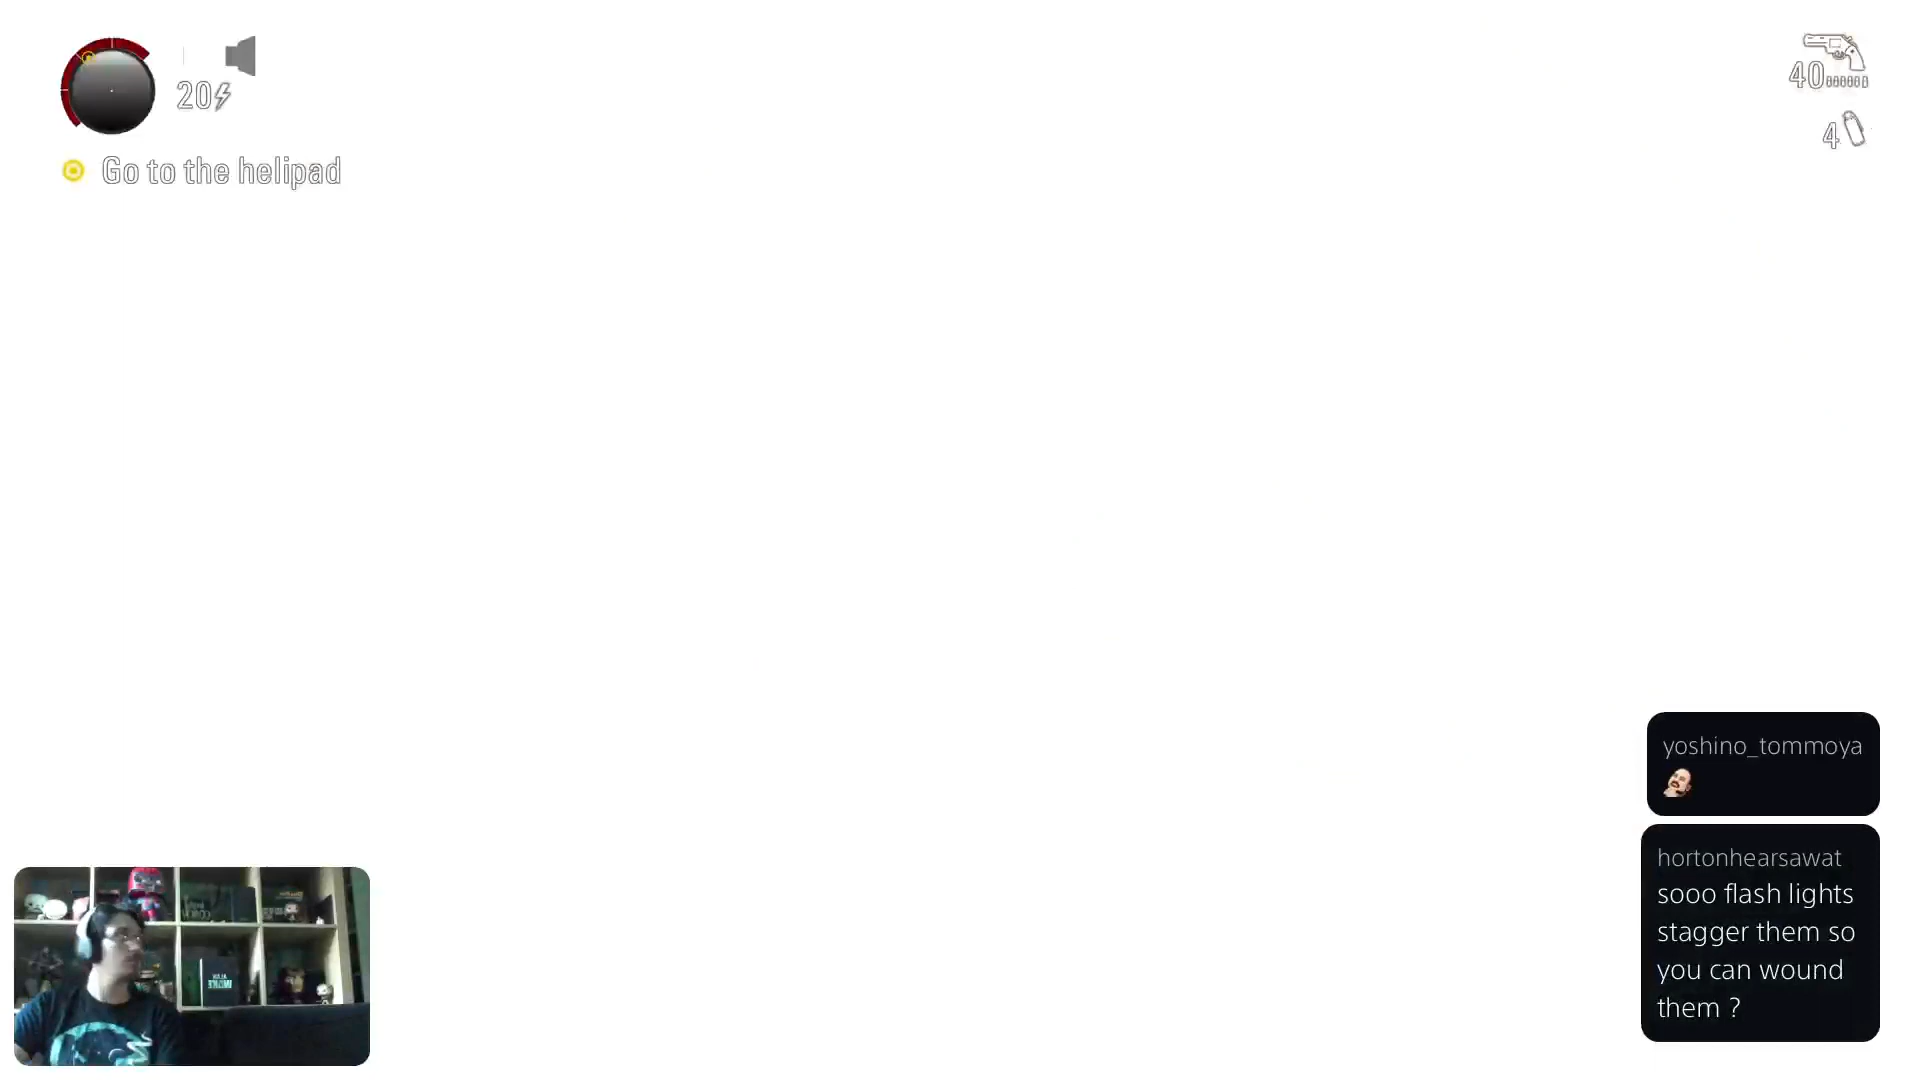 20
Go to the helipad
40
4
yoshino_tommoya
hortonhearsawat
sooo flash lights
stagger them so
you can wound
them ?